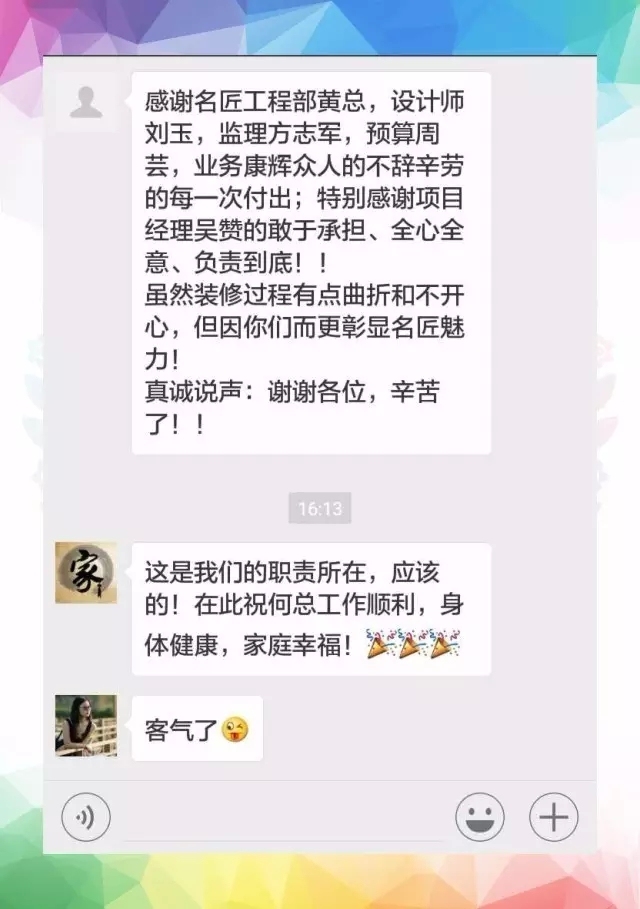 感谢名匠工程部黄总，设计师
刘玉，监理方志军，预算周
芸，业务康辉众人的不辞辛劳
的每一次付出；特别感谢项目
经理吴赞的敢于承担、全心全
意、负责到底！！
虽然装修过程有点曲折和不开
心，但因你们而更彰显名匠魅
力！
真诚说声：谢谢各位，辛苦
了！！
16:13
家
这是我们的职责所在，应该
的！在此祝何总工作顺利，身
体健康，家庭幸福！🎉🎉🎉
客气了😜